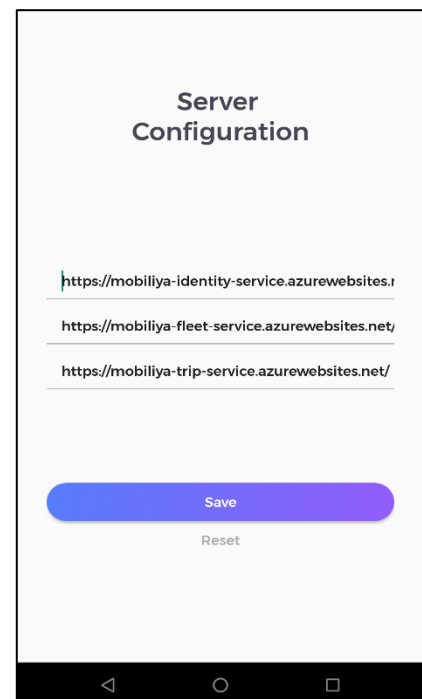 Server
Configuration
https://mobiliya-identity-service.azurewebsites.
https://mobiliya-fleet-service.azurewebsites.net/
https://mobiliya-trip-service.azurewebsites.net/
Save
Reset